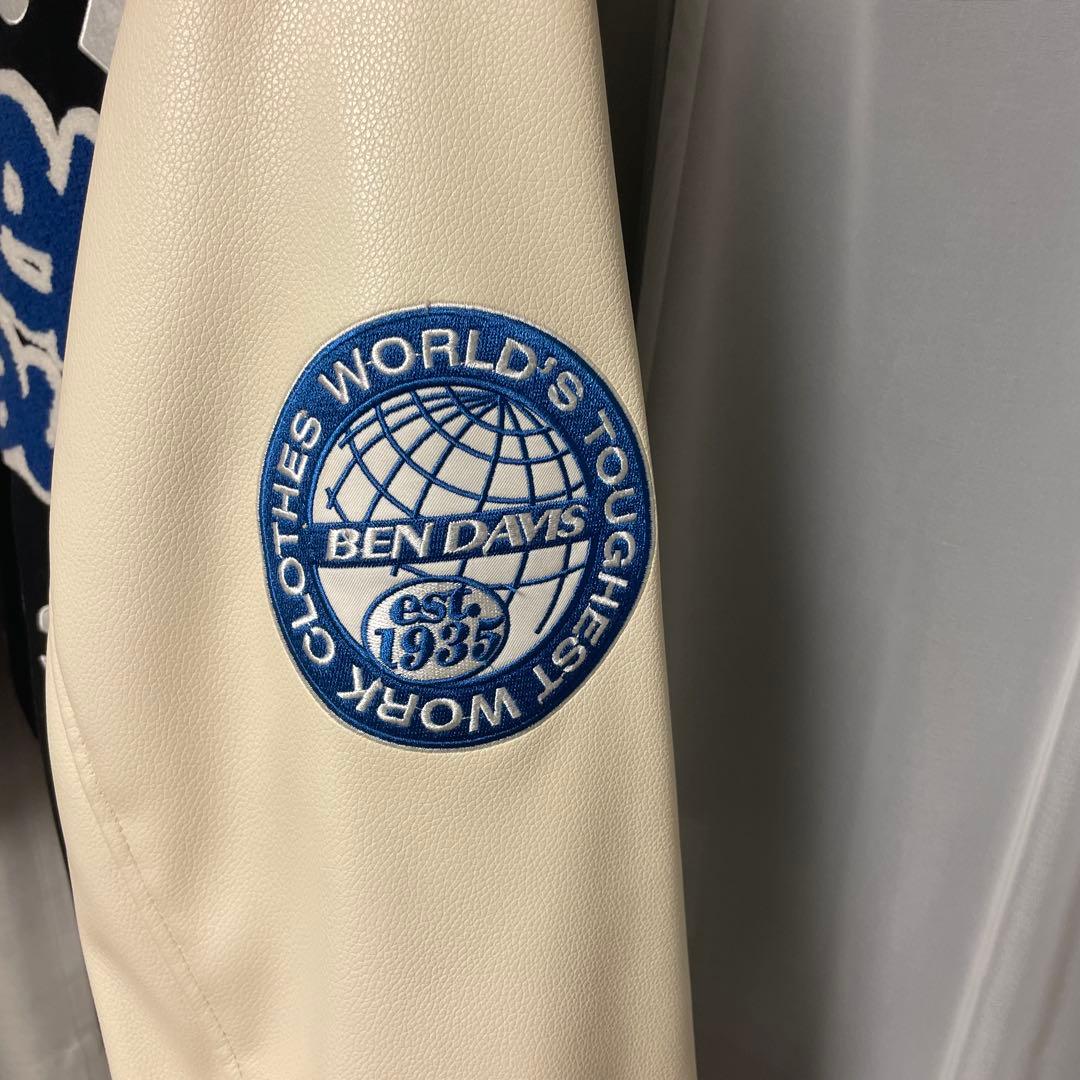 WORLD'S TOUGHEST WORK CLOTHES
BEN DAVIS
est.
1935